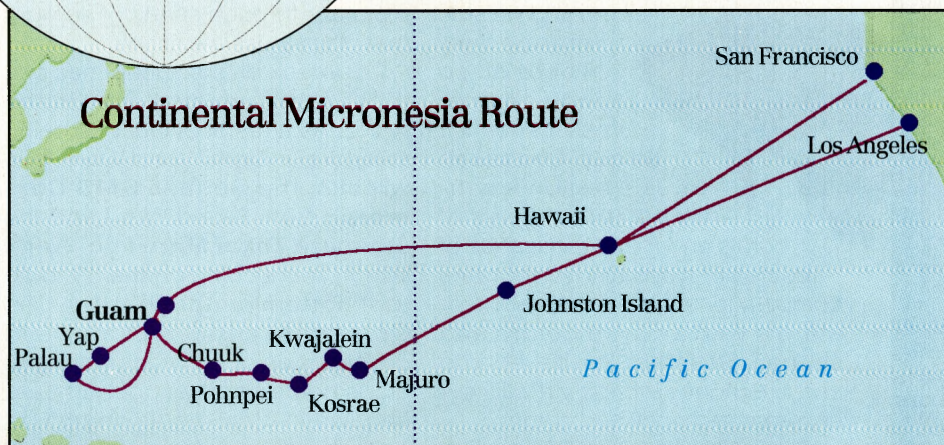 San Francisco
Continental Micronesia Route
Los Angeles
Hawaii
Guam
Johnston Island
Yap
Kwajalein
Palau
Chuuk
Pacific Ocean
Majuro
Pohnpei
Kosrae